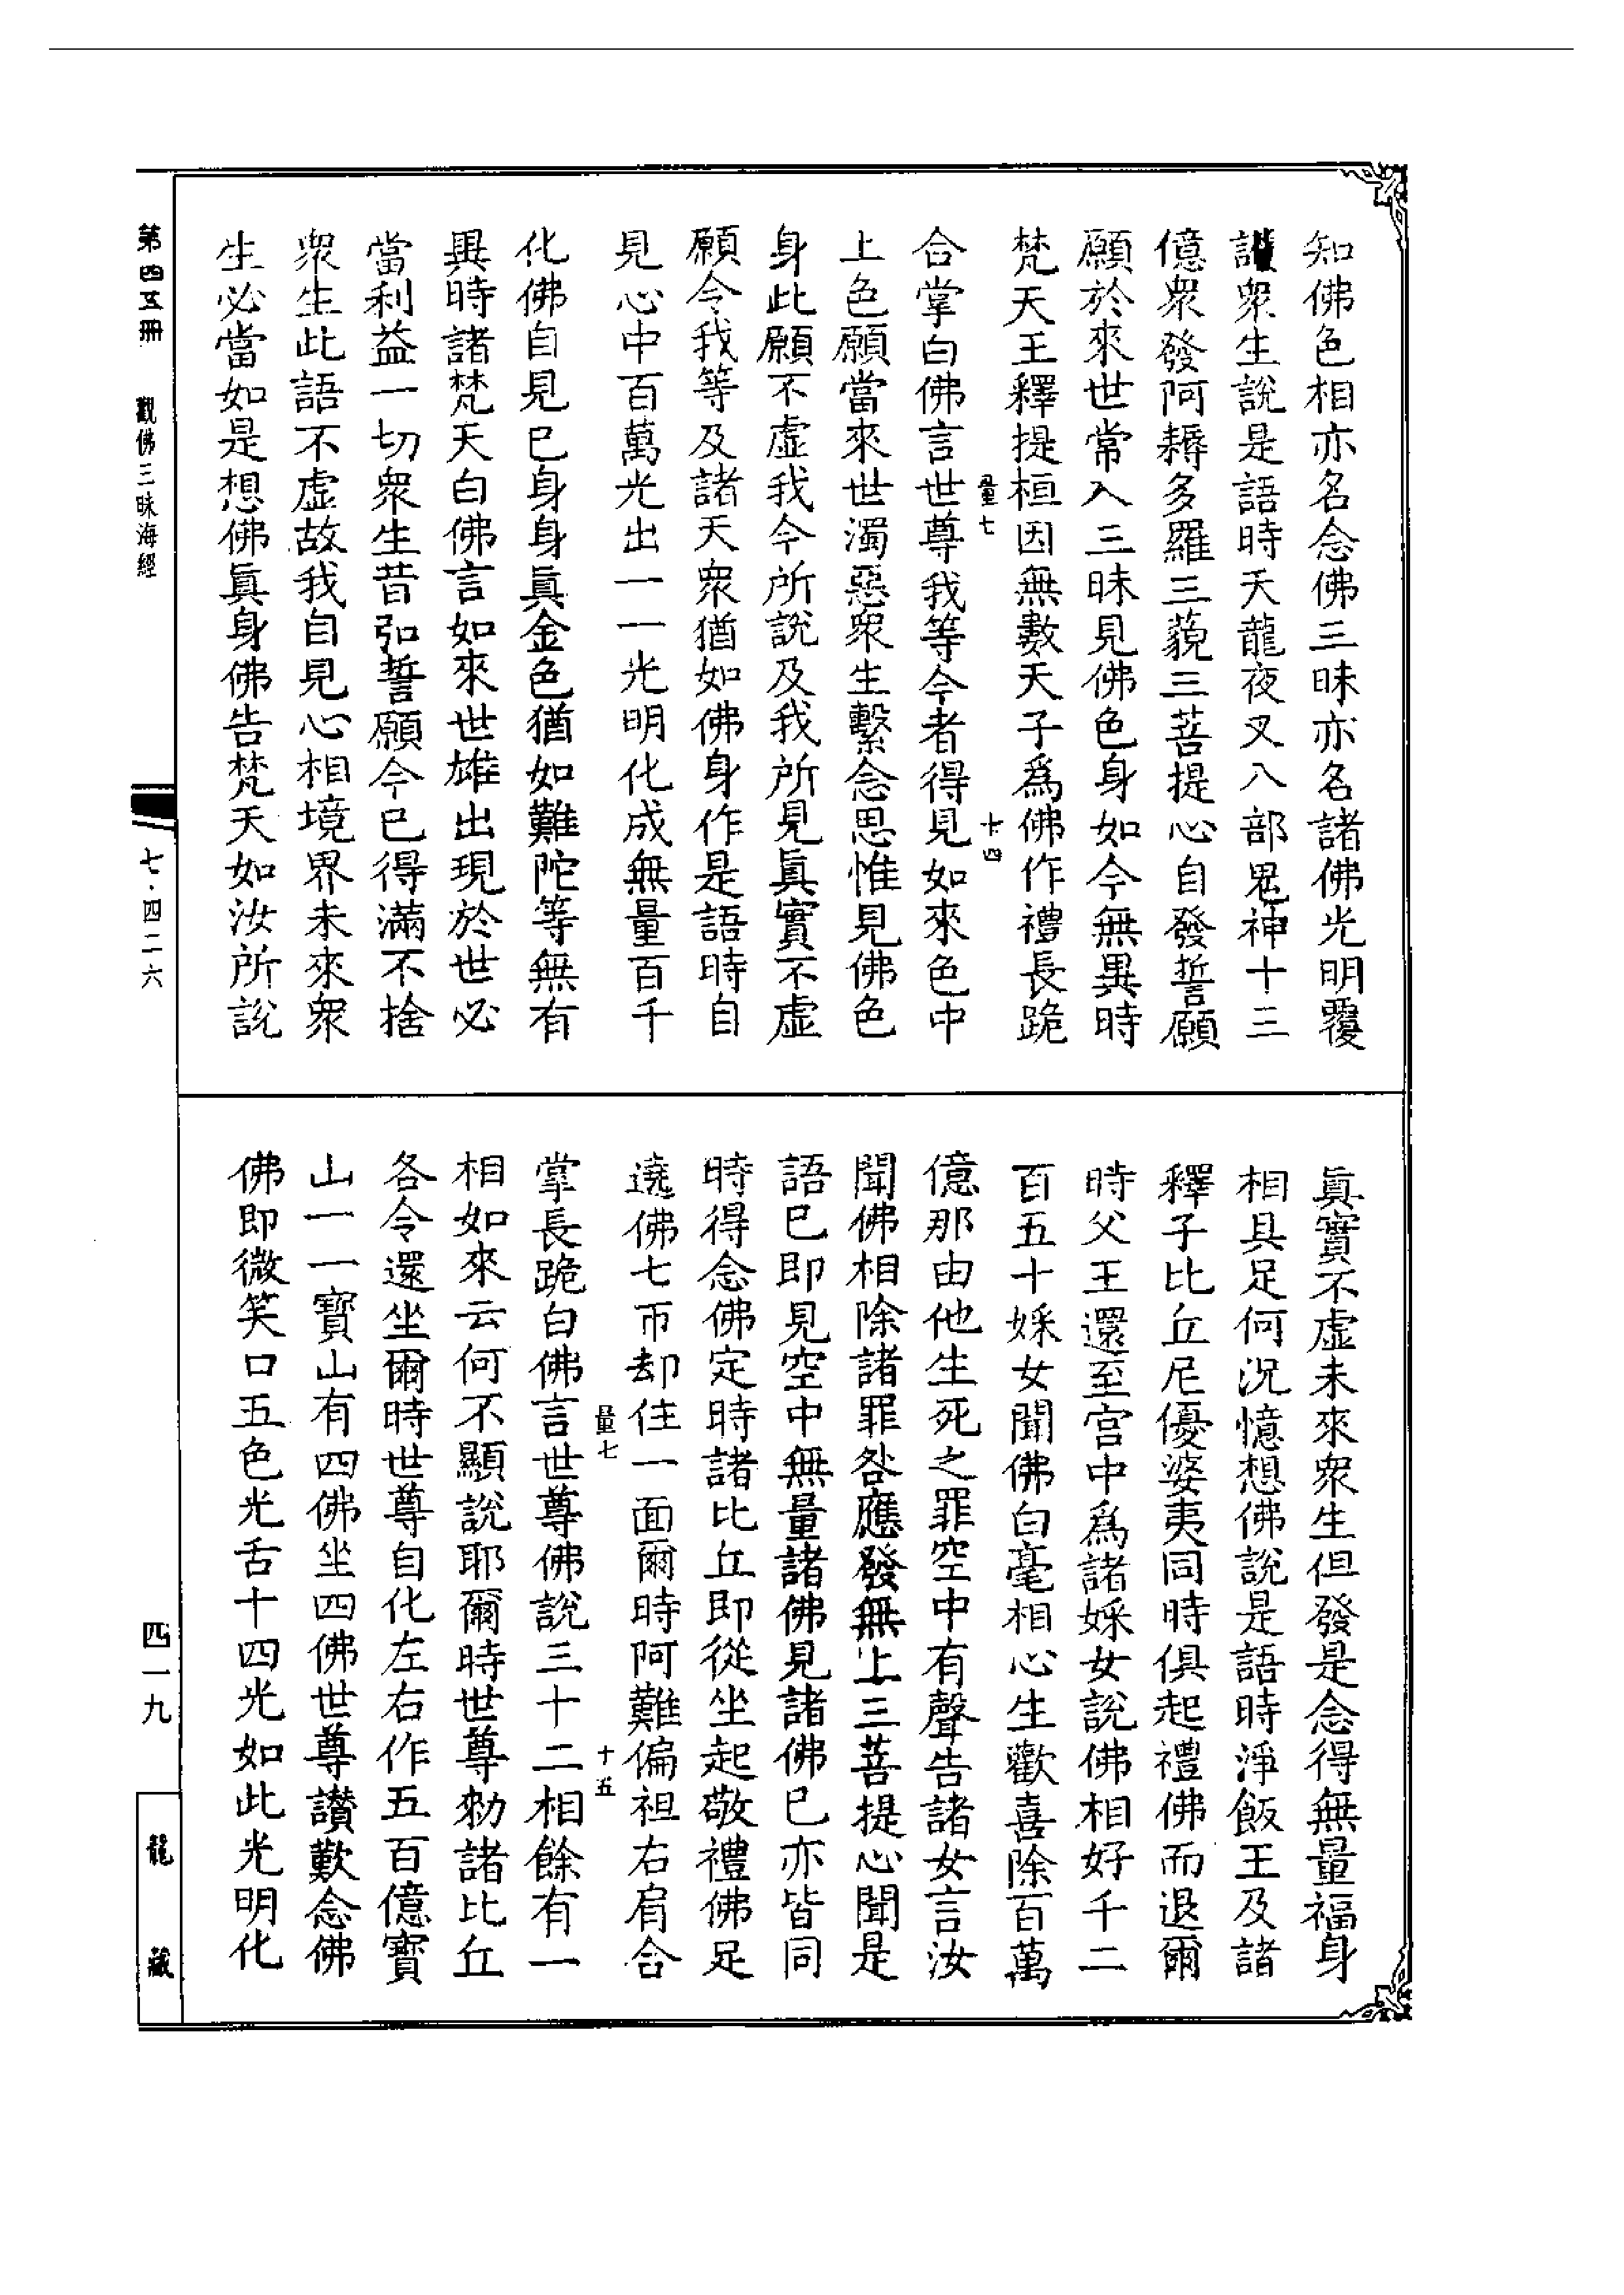 知佛色相亦名念佛三昧亦名諸佛光明覆
護眾生說是語時天龍夜叉八部鬼神十三
億眾發阿耨多羅三藐三菩提心自發誓願
願於來世常入三昧見佛色身如今無異時
梵天王釋提桓因無數天子為佛作禮長跪
量七 十四
合掌白佛言世尊我等今者得見如來色中
上色願當來世濁惡眾生繫念思惟見佛色
身此願不虛我今所說及我所見真實不虛
願令我等及諸天眾猶如佛身作是語時自
見心中百萬光出一一光明化成無量百千
化佛自見已身身真金色猶如難陀等無有
異時諸梵天白佛言如來世雄出現於世必
當利益一切眾生昔弘誓願今已得滿不捨
眾生此語不虛故我自見心相境界未來眾
生必當如是想佛真身佛告梵天如汝所說
真實不虛未來眾生但發是念得無量福身
相具足何況憶想佛說是語時淨飯王及諸
釋子比丘尼優婆夷同時俱起禮佛而退爾
時父王還至宮中為諸婇女說佛相好千二
百五十婇女聞佛白毫相心生歡喜除百萬
億那由他生死之罪空中有聲告諸女言汝
聞佛相除諸罪咎應發無上三菩提心聞是
語已即見空中無量諸佛見諸佛已亦皆同
時得念佛定時諸比丘即從坐起敬禮佛足
遶佛七帀却住一面爾時阿難偏袒右肩合
量七 十五
掌長跪白佛言世尊佛說三十二相餘有一
相如來云何不顯說耶爾時世尊勑諸比丘
各令還坐爾時世尊自化左右作五百億寶
山一一寶山有四佛坐四佛世尊讃歎念佛
佛即微笑口五色光舌十四光如此光明化
第四五冊 觀佛三昧海經 七·四二六 四一九 龍藏